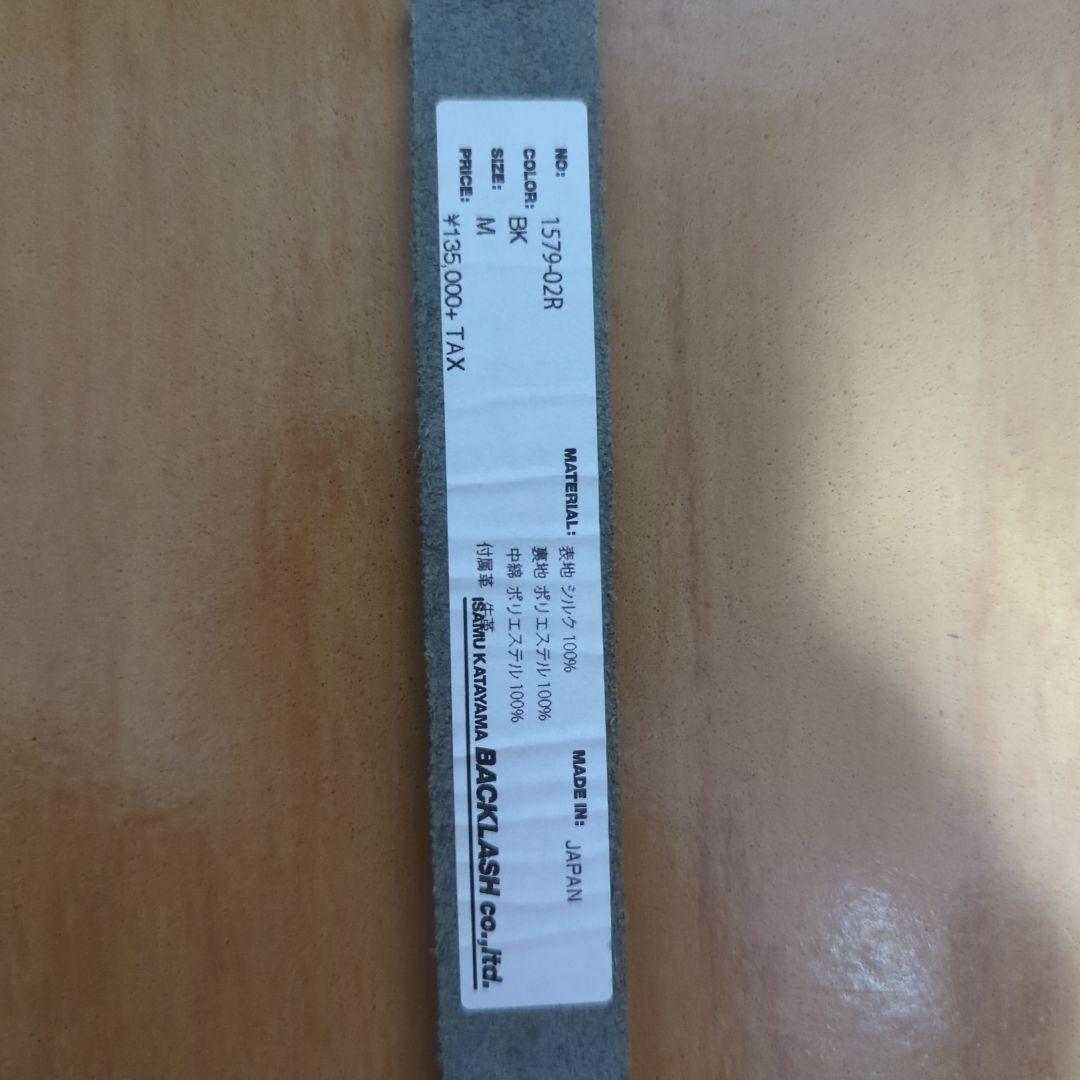 NO: 1579-02R
COLOR: BK
SIZE: M
PRICE: ¥135,000+ TAX
MATERIAL: 表地 シルク 100%
裏地 ポリエステル 100%
中綿 ポリエステル 100%
付属革 牛革
MADE IN: JAPAN
ISAMU KATAYAMA BACKLASH co.,ltd.